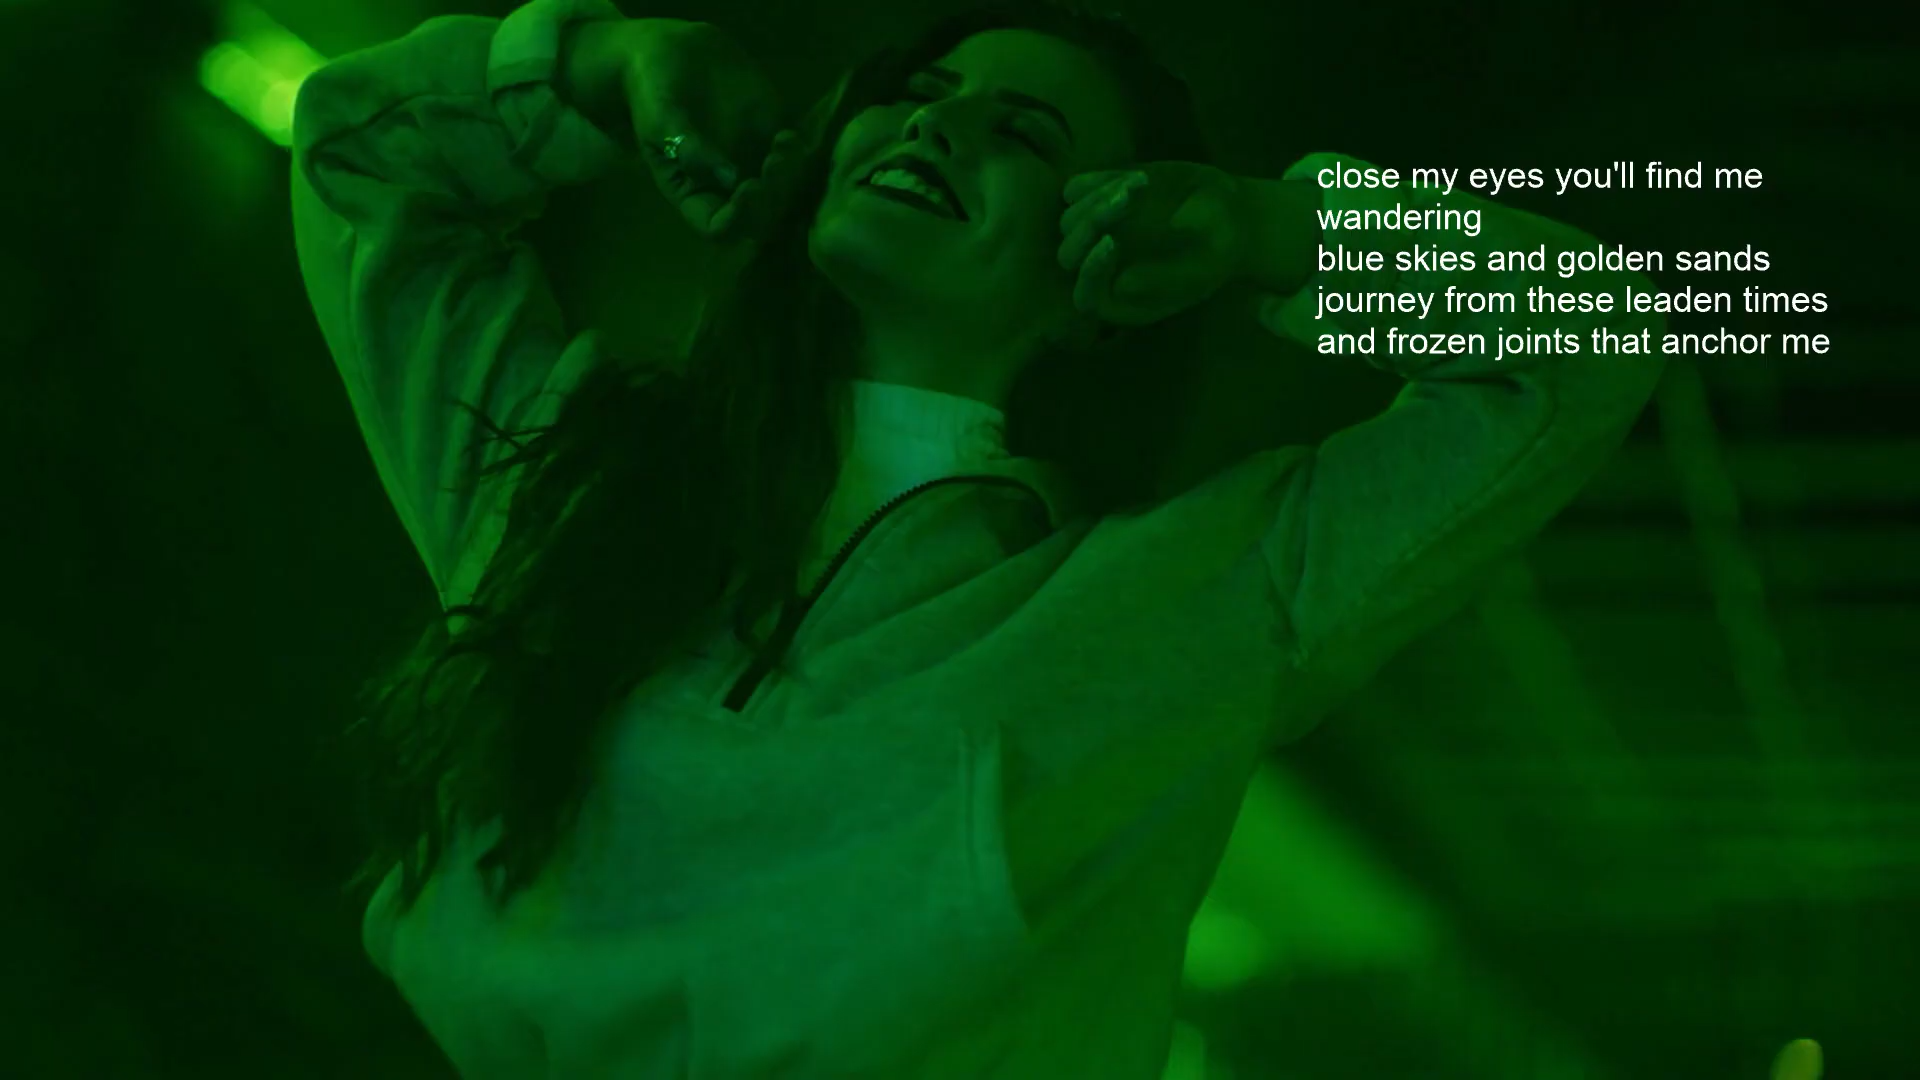 close my eyes you'll find me
wandering
blue skies and golden sands
journey from these leaden times
and frozen joints that anchor me